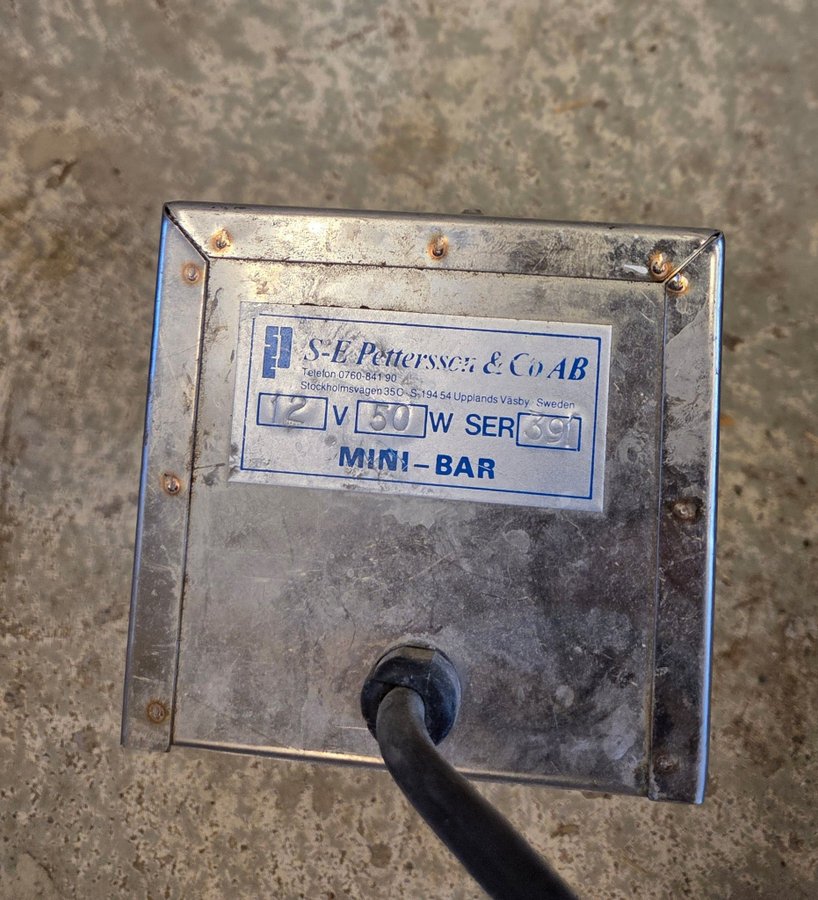 S-E Pettersson & Co AB
Telefon 0760-841 90
Stockholmsvägen 35C · S-194 54 Upplands Väsby · Sweden
12 V 50 W SER 391
MINI-BAR